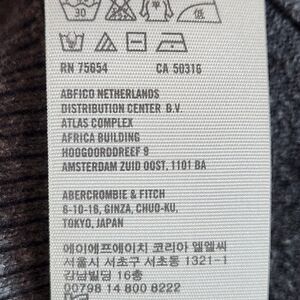 30
低
RN 75654 CA 50316
ABFICO NETHERLANDS
DISTRIBUTION CENTER B.V.
ATLAS COMPLEX
AFRICA BUILDING
HOOGOORDDREEF 9
AMSTERDAM ZUID OOST, 1101 BA
ABERCROMBIE & FITCH
6-10-16, GINZA, CHUO-KU,
TOKYO, JAPAN
에이에프에이치 코리아 엘엘씨
서울시 서초구 서초동 1321-1
강남빌딩 16층
00798 14 800 8222